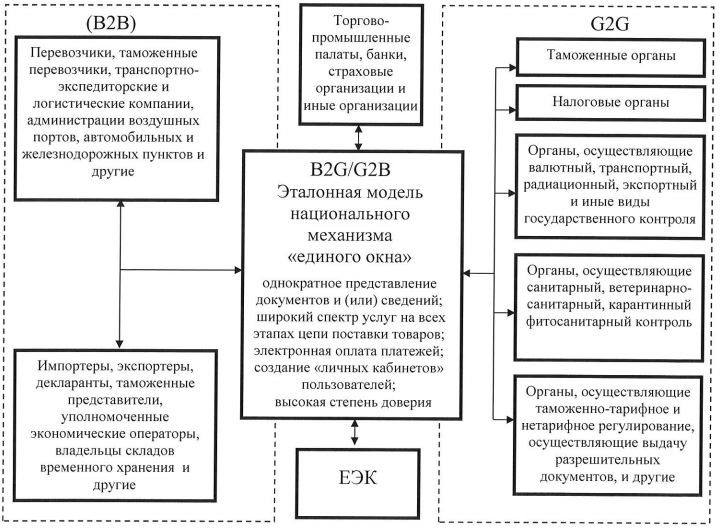 (B2B)
Перевозчики, таможенные
перевозчики, транспортно-
экспедиторские и
логистические компании,
администрации воздушных
портов, автомобильных и
железнодорожных пунктов и
другие
Импортеры, экспортеры,
декларанты, таможенные
представители,
уполномоченные
экономические операторы,
владельцы складов
временного хранения и
другие
Торгово-
промышленные
палаты, банки,
страховые
организации и
иные организации
B2G/G2B
Эталонная модель
национального
механизма
«единого окна»
однократное представление
документов и (или) сведений;
широкий спектр услуг на всех
этапах цепи поставки товаров;
электронная оплата платежей;
создание «личных кабинетов»
пользователей;
высокая степень доверия
ЕЭК
G2G
Таможенные органы
Налоговые органы
Органы, осуществляющие
валютный, транспортный,
радиационный, экспортный
и иные виды
государственного контроля
Органы, осуществляющие
санитарный, ветеринарно-
санитарный, карантинный
фитосанитарный контроль
Органы, осуществляющие
таможенно-тарифное и
нетарифное регулирование,
осуществляющие выдачу
разрешительных
документов, и другие